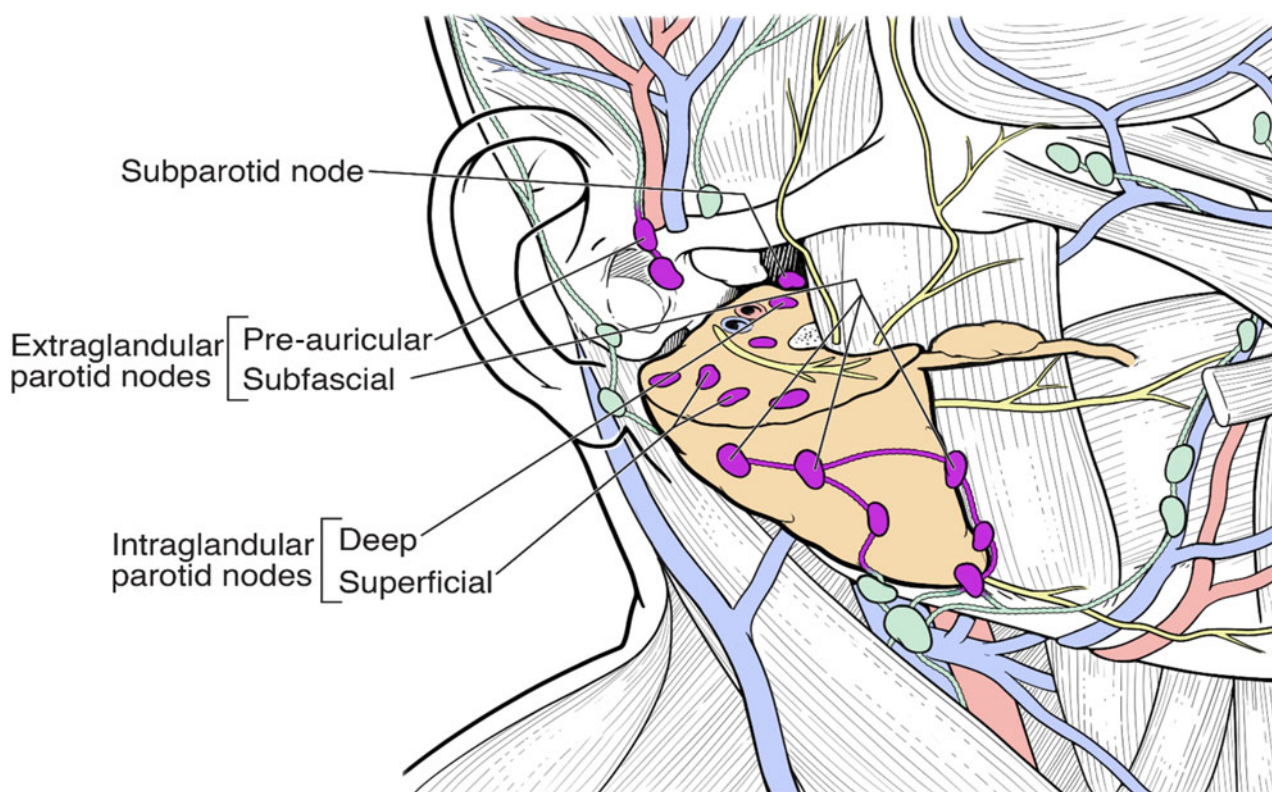 Subparotid node
Extraglandular
parotid nodes
Pre-auricular
Subfascial
Intraglandular
parotid nodes
Deep
Superficial